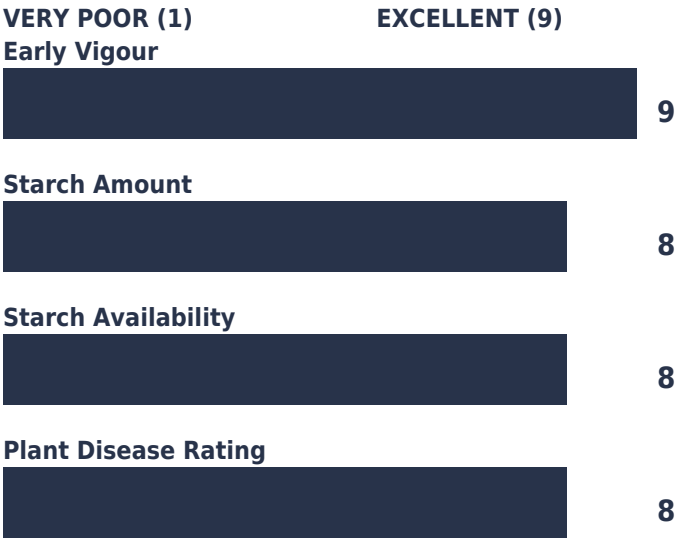 VERY POOR (1) EXCELLENT (9)
Early Vigour
9
Starch Amount
8
Starch Availability
8
Plant Disease Rating
8